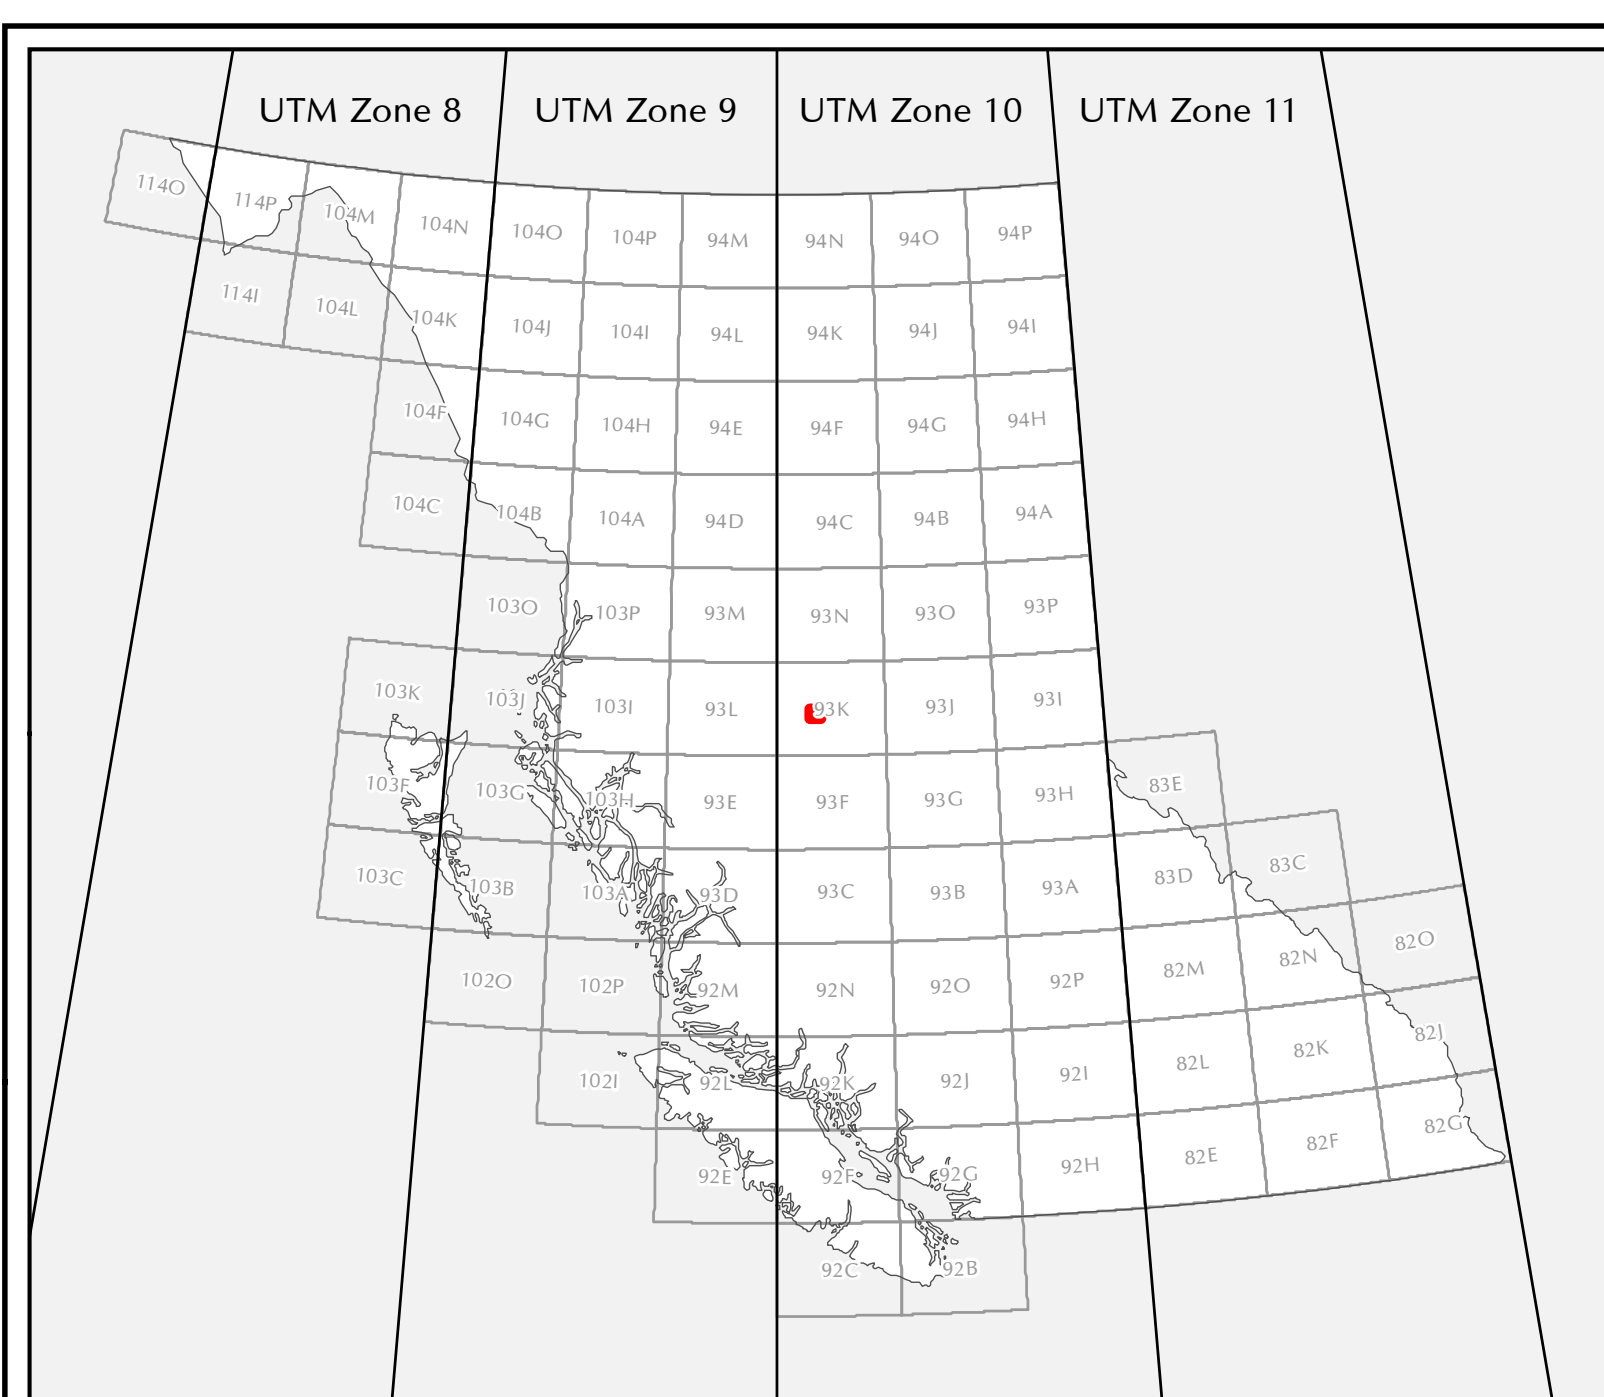 UTM Zone 8 UTM Zone 9 UTM Zone 10 UTM Zone 11
114O 114P 104M 104N 104O 104P 94M 94N 94O 94P
114I 104L 104K 104J 104I 94L 94K 94J 94I
104F 104G 104H 94E 94F 94G 94H
104C 104B 104A 94D 94C 94B 94A
103O 103P 93M 93N 93O 93P
103K 103J 103I 93L 93K 93J 93I
103F 103G 103H 93E 93F 93G 93H 83E
103C 103B 103A 93D 93C 93B 93A 83D 83C
102O 102P 92M 92N 92O 92P 82M 82N 82O
102I 92L 92K 92J 92I 82L 82K 82J
92E 92F 92G 92H 82E 82F 82G
92C 92B